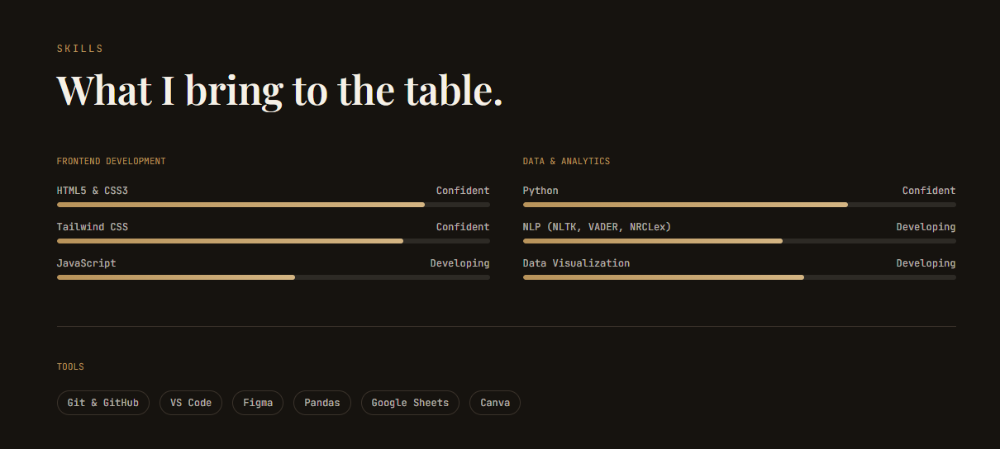 SKILLS
What I bring to the table.
FRONTEND DEVELOPMENT
HTML5 & CSS3 Confident
Tailwind CSS Confident
JavaScript Developing
DATA & ANALYTICS
Python Confident
NLP (NLTK, VADER, NRCLex) Developing
Data Visualization Developing
TOOLS
Git & GitHub VS Code Figma Pandas Google Sheets Canva